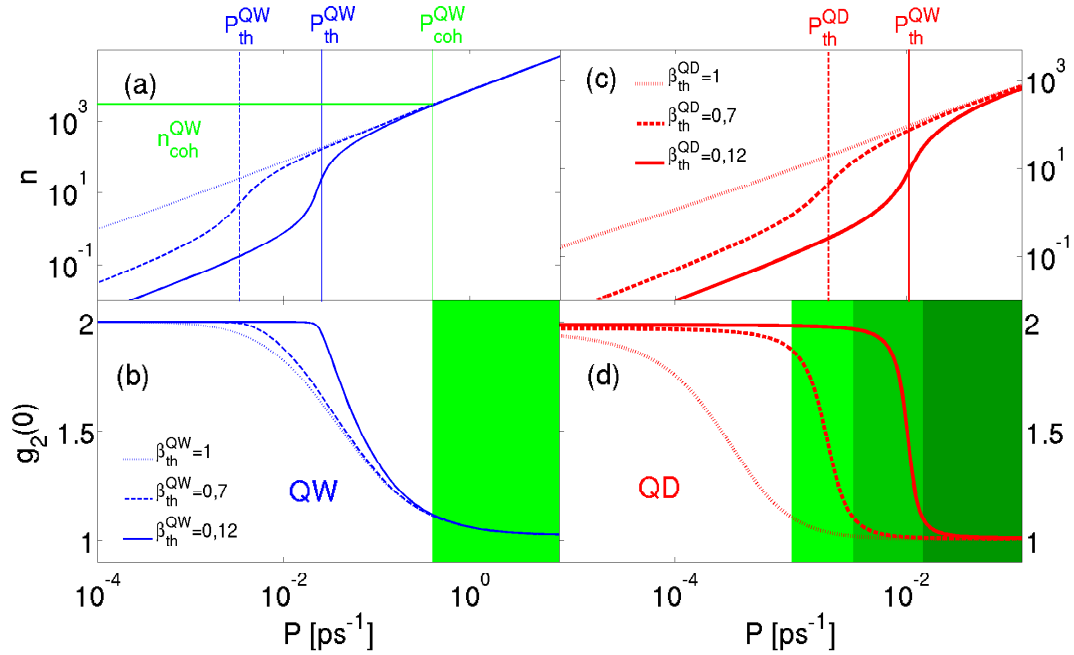 P_th^QW P_th^QW P_coh^QW P_th^QD P_th^QW
(a)
n_coh^QW
n
10^3
10^1
10^-1
(c)
β_th^QD=1
β_th^QD=0,7
β_th^QD=0,12
10^3
10^1
10^-1
(b)
g_2(0)
2
1.5
1
β_th^QW=1
β_th^QW=0,7
β_th^QW=0,12
QW
(d)
QD
2
1.5
1
10^-4 10^-2 10^0 10^-4 10^-2
P [ps^-1] P [ps^-1]